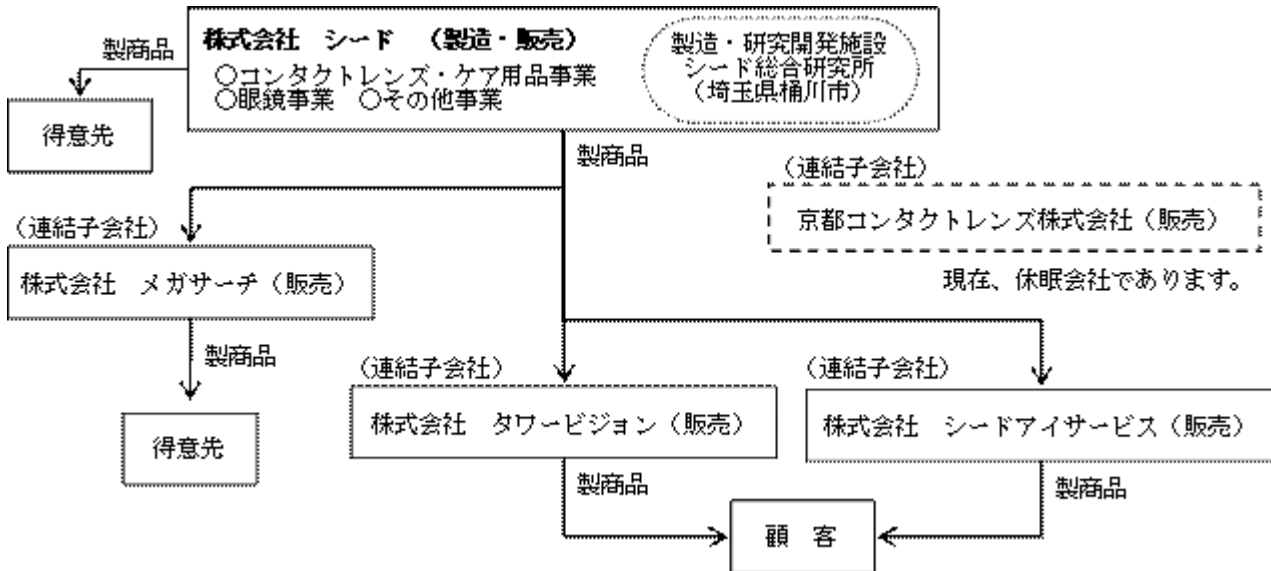 株式会社　シード　（製造・販売）
○コンタクトレンズ・ケア用品事業
○眼鏡事業　○その他事業
製造・研究開発施設
シード総合研究所
（埼玉県桶川市）
製商品
得意先
製商品
（連結子会社）
京都コンタクトレンズ株式会社（販売）
現在、休眠会社であります。
（連結子会社）
株式会社　メガサーチ（販売）
製商品
得意先
（連結子会社）
株式会社　タワービジョン（販売）
製商品
（連結子会社）
株式会社　シードアイサービス（販売）
製商品
顧　客